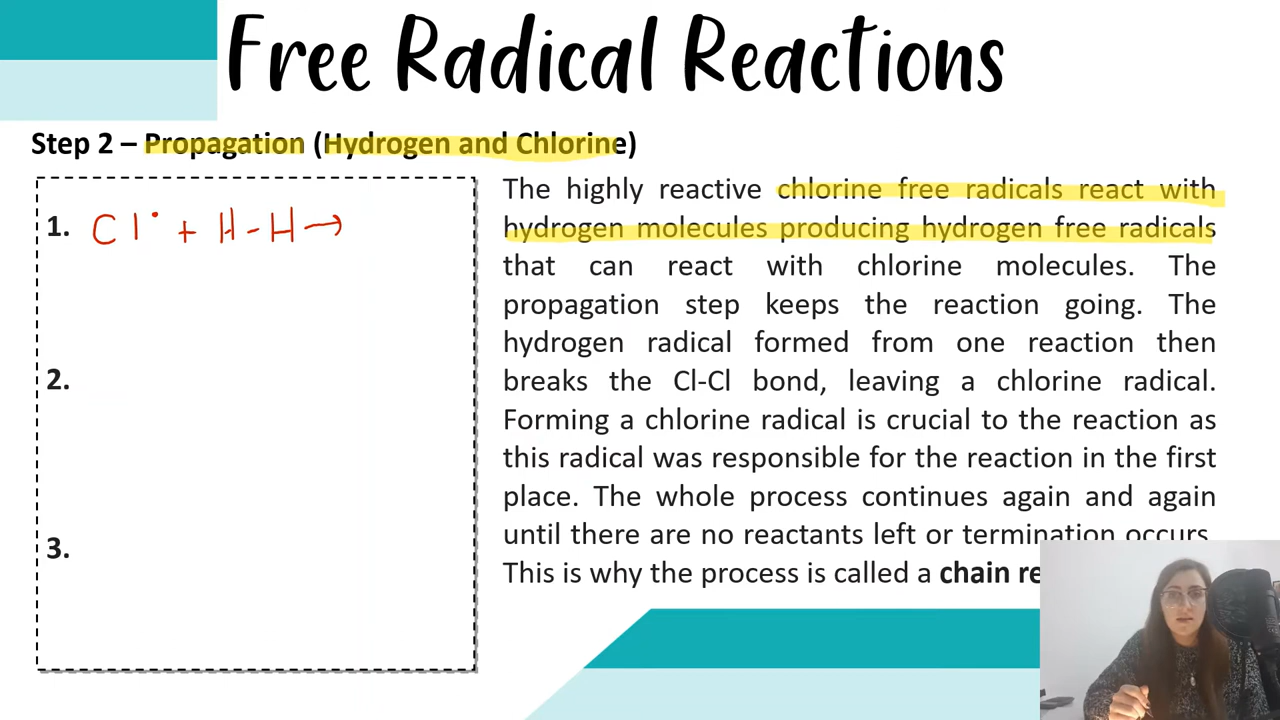 Free Radical Reactions
Step 2 – Propagation (Hydrogen and Chlorine)
1. Cl• + H-H→
2.
3.
The highly reactive chlorine free radicals react with
hydrogen molecules producing hydrogen free radicals
that can react with chlorine molecules. The
propagation step keeps the reaction going. The
hydrogen radical formed from one reaction then
breaks the Cl-Cl bond, leaving a chlorine radical.
Forming a chlorine radical is crucial to the reaction as
this radical was responsible for the reaction in the first
place. The whole process continues again and again
until there are no reactants left or termination occurs.
This is why the process is called a chain